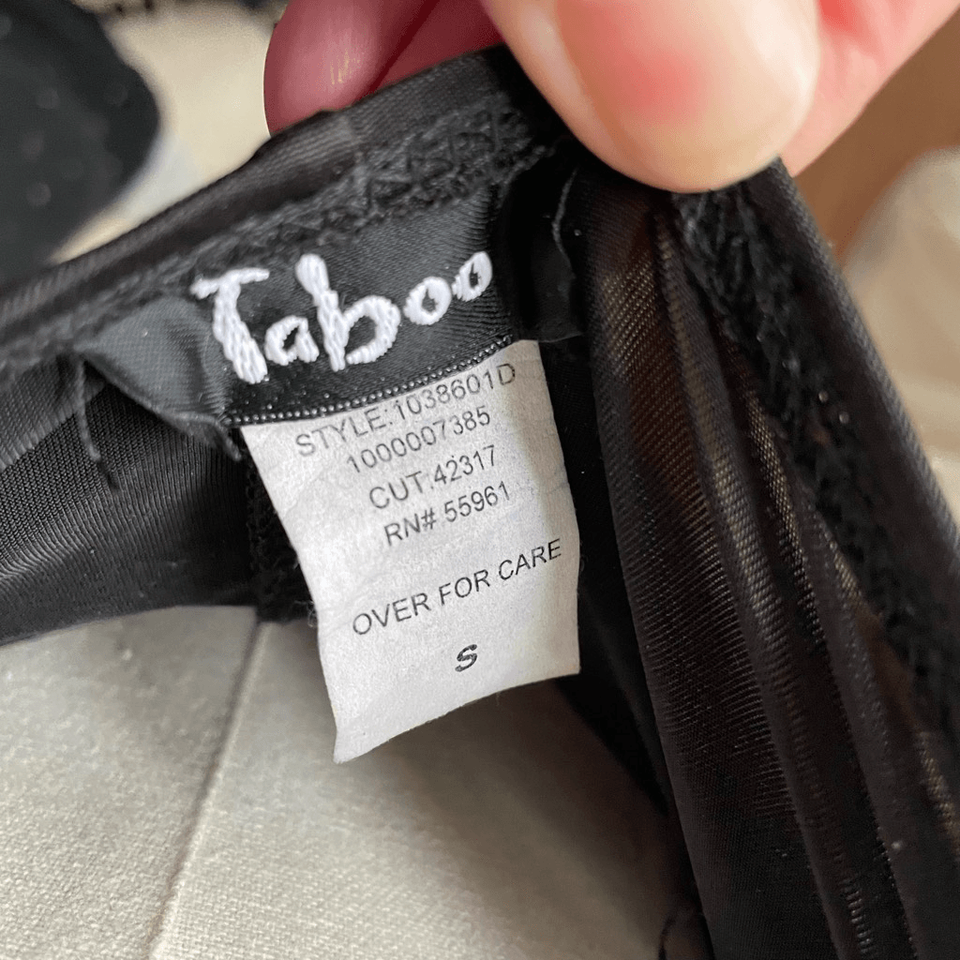 Taboo
STYLE:1038601D
1000007385
CUT:42317
RN# 55961
OVER FOR CARE
S